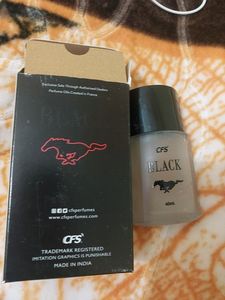 Exclusive Sale Through Authorised Dealers
Perfume Oils Created in France
@cfsperfumes
cfsperfumes.com
CFS®
TRADEMARK REGISTERED
IMITATION GRAPHICS IS PUNISHABLE
MADE IN INDIA
CFS®
BLACK
60ml